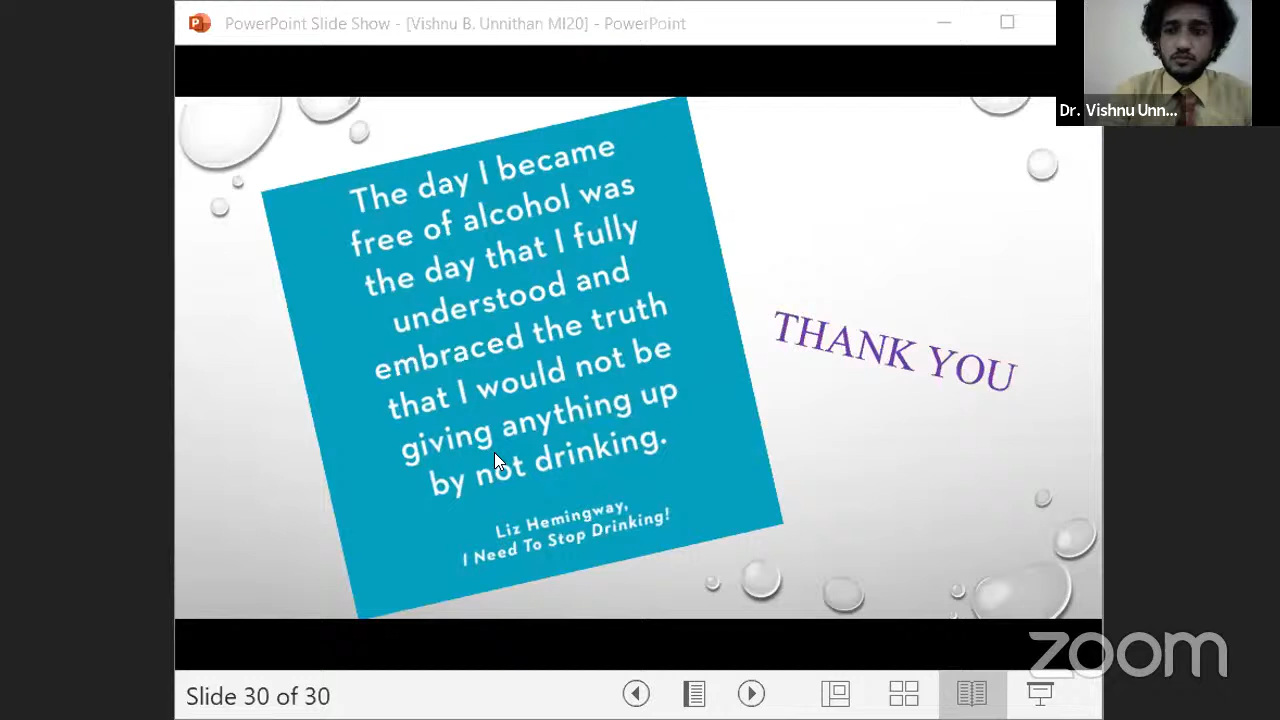 PowerPoint Slide Show - [Vishnu B. Unnithan MI20] - PowerPoint
Dr. Vishnu Unn...
The day I became
free of alcohol was
the day that I fully
understood and
embraced the truth
that I would not be
giving anything up
by not drinking.
Liz Hemingway,
I Need To Stop Drinking!
THANK YOU
zoom
Slide 30 of 30